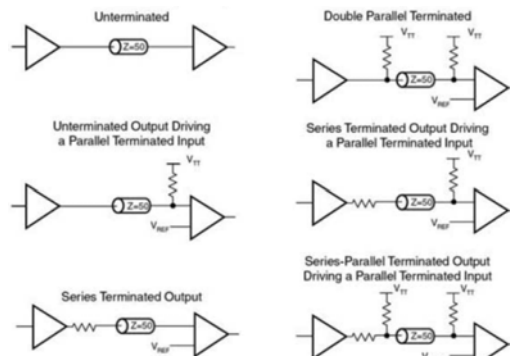 Unterminated
Z=50
Double Parallel Terminated
VTT
VTT
Z=50
VREF
Unterminated Output Driving
a Parallel Terminated Input
VTT
Z=50
VREF
Series Terminated Output Driving
a Parallel Terminated Input
VTT
Z=50
VREF
Series Terminated Output
Z=50
VREF
Series-Parallel Terminated Output
Driving a Parallel Terminated Input
VTT
VTT
Z=50